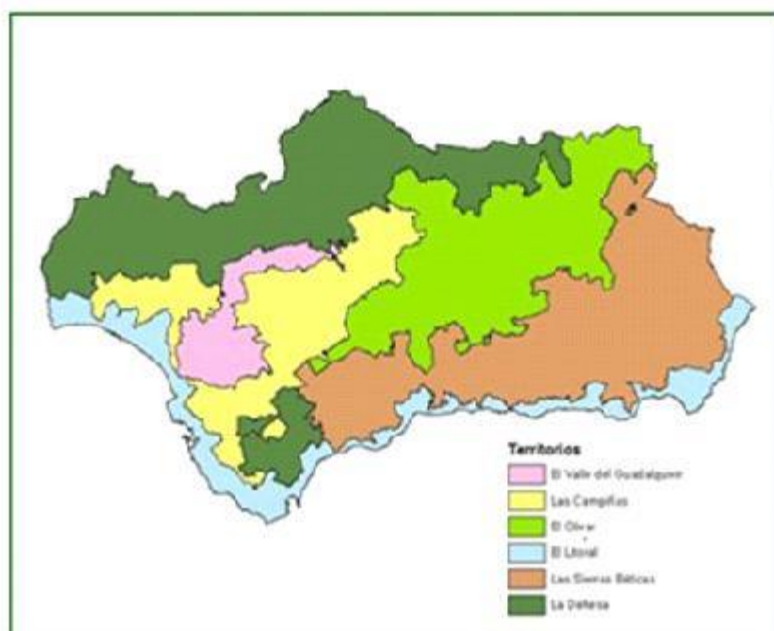 Territorios
El Valle del Guadalquivir
Las Campiñas
El Olivar
El Litoral
Las Sierras Béticas
La Dehesa